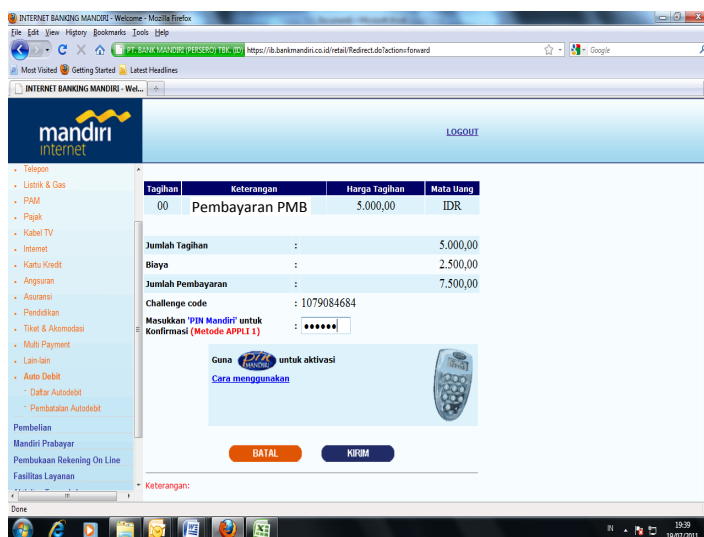 INTERNET BANKING MANDIRI - Welcome - Mozilla Firefox
File Edit View History Bookmarks Tools Help
PT. BANK MANDIRI (PERSERO) TBK. (ID) https://ib.bankmandiri.co.id/retail/Redirect.do?action=forward
Google
Most Visited Getting Started Latest Headlines
INTERNET BANKING MANDIRI - Wel...
mandiri
internet
LOGOUT
Telepon
Listrik & Gas
PAM
Pajak
Kabel TV
Internet
Kartu Kredit
Angsuran
Asuransi
Pendidikan
Tiket & Akomodasi
Multi Payment
Lain-lain
Auto Debit
Daftar Autodebit
Pembatalan Autodebit
Pembelian
Mandiri Prabayar
Pembukaan Rekening On Line
Fasilitas Layanan
Tagihan Keterangan Harga Tagihan Mata Uang
00 Pembayaran PMB 5.000,00 IDR
Jumlah Tagihan : 5.000,00
Biaya : 2.500,00
Jumlah Pembayaran : 7.500,00
Challenge code : 1079084684
Masukkan 'PIN Mandiri' untuk
Konfirmasi (Metode APPLI 1) : ●●●●●●
Guna PIN MANDIRI untuk aktivasi
Cara menggunakan
BATAL KIRIM
Keterangan:
Done
IN 19:39
19/07/2011